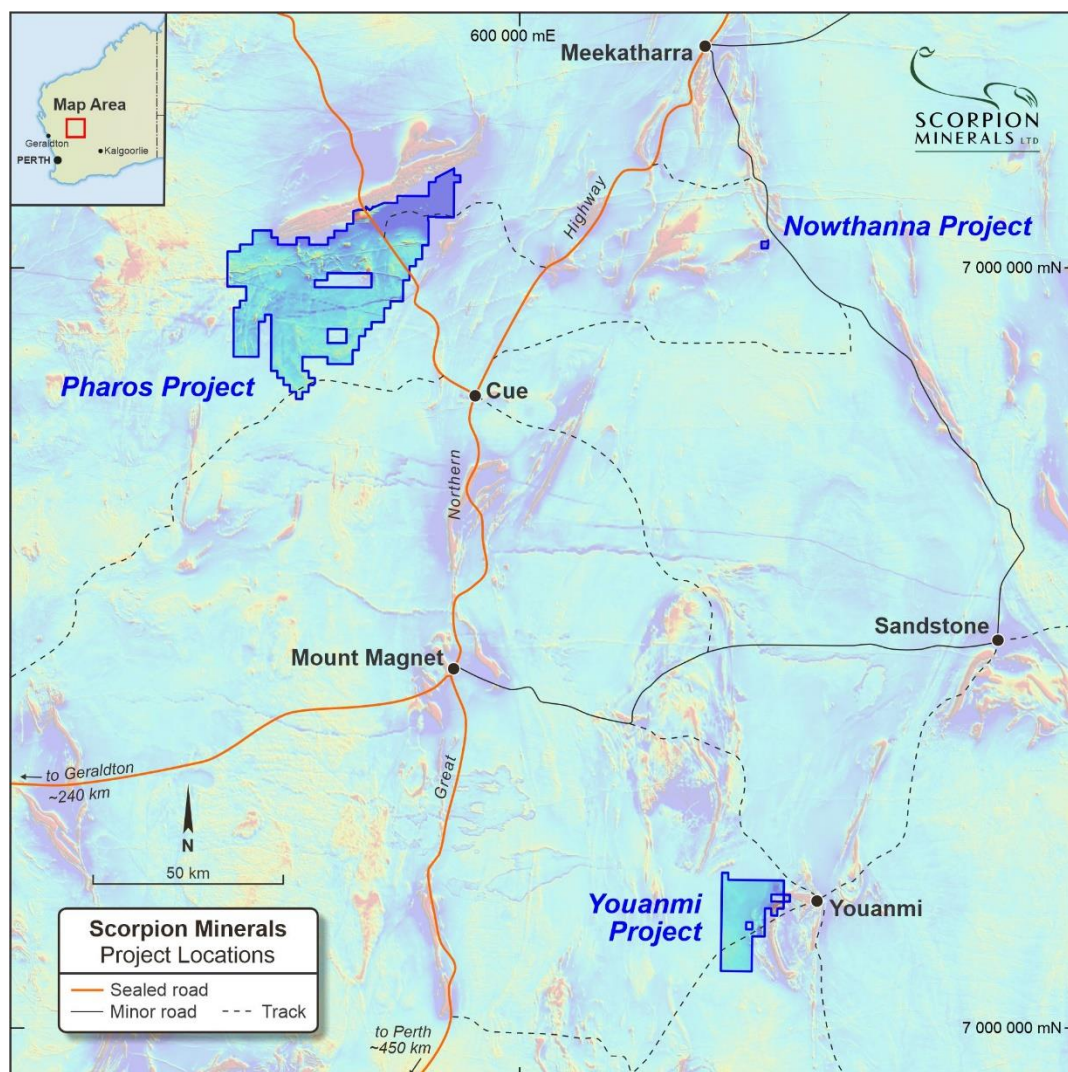 600 000 mE
Meekatharra
Map Area
Geraldton
PERTH
Kalgoorlie
SCORPION
MINERALS LTD
Highway
Nowthanna Project
7 000 000 mN
Pharos Project
Cue
Northern
Sandstone
Mount Magnet
to Geraldton
~240 km
Great
N
50 km
Youanmi
Project
Youanmi
Scorpion Minerals
Project Locations
Sealed road
Minor road
Track
to Perth
~450 km
7 000 000 mN